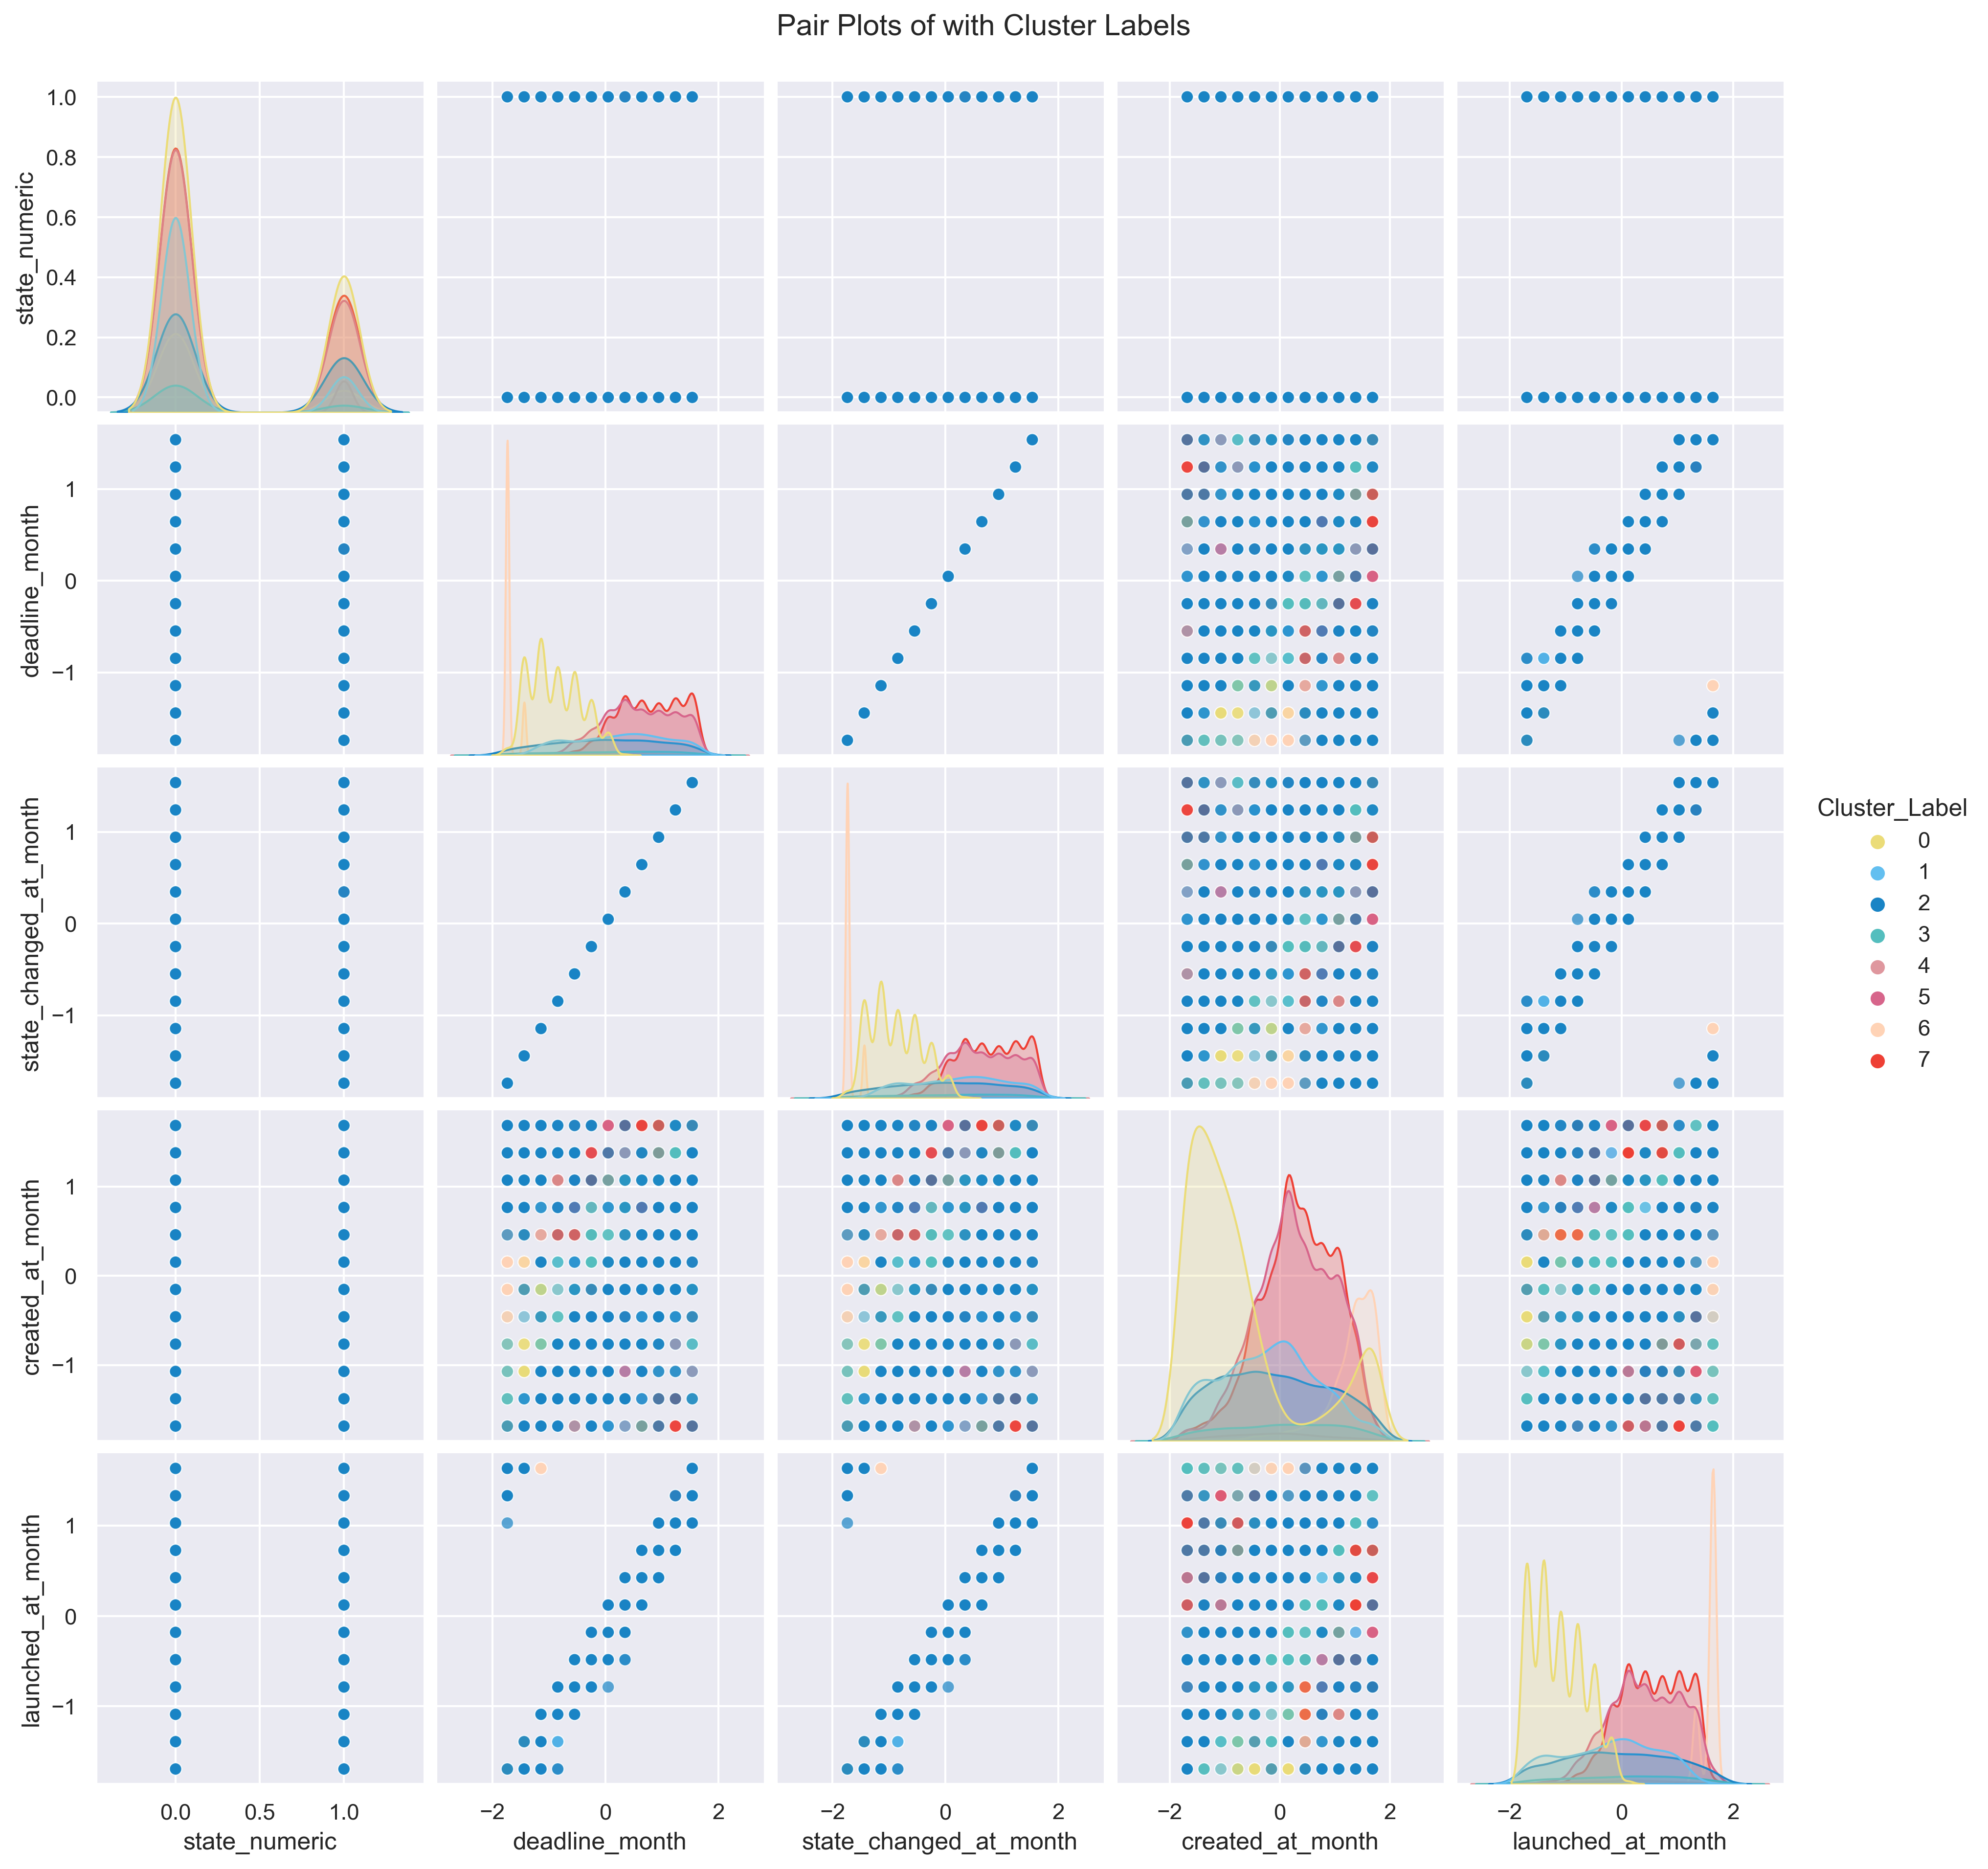 Pair Plots of with Cluster Labels
1.0
0.8
0.6
0.4
0.2
0.0
state_numeric
1
0
−1
deadline_month
1
0
−1
state_changed_at_month
1
0
−1
created_at_month
1
0
−1
launched_at_month
0.0 0.5 1.0
state_numeric
−2 0 2
deadline_month
−2 0 2
state_changed_at_month
−2 0 2
created_at_month
−2 0 2
launched_at_month
Cluster_Label
0
1
2
3
4
5
6
7